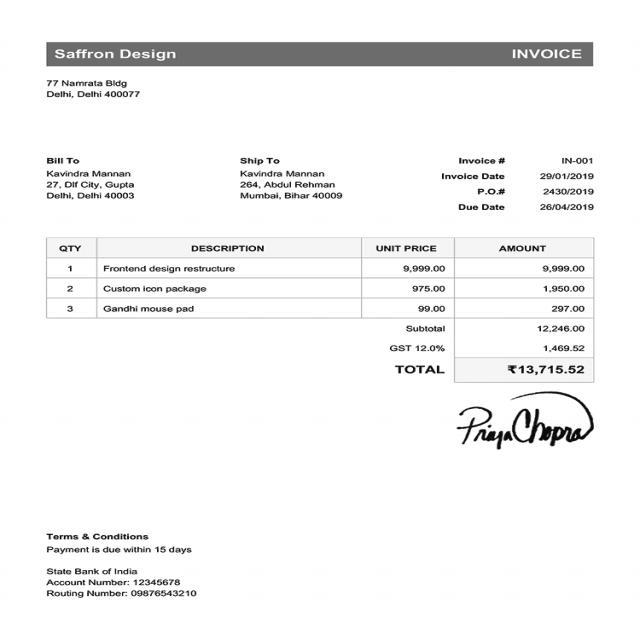 Saffron Design INVOICE
77 Namrata Bldg
Delhi, Delhi 400077
Bill To
Kavindra Mannan
27, Dlf City, Gupta
Delhi, Delhi 40003
Ship To
Kavindra Mannan
264, Abdul Rehman
Mumbai, Bihar 40009
Invoice # IN-001
Invoice Date 29/01/2019
P.O.# 2430/2019
Due Date 26/04/2019
QTY DESCRIPTION UNIT PRICE AMOUNT
1 Frontend design restructure 9,999.00 9,999.00
2 Custom icon package 975.00 1,950.00
3 Gandhi mouse pad 99.00 297.00
Subtotal 12,246.00
GST 12.0% 1,469.52
TOTAL ₹13,715.52
Priya Chopra
Terms & Conditions
Payment is due within 15 days
State Bank of India
Account Number: 12345678
Routing Number: 09876543210